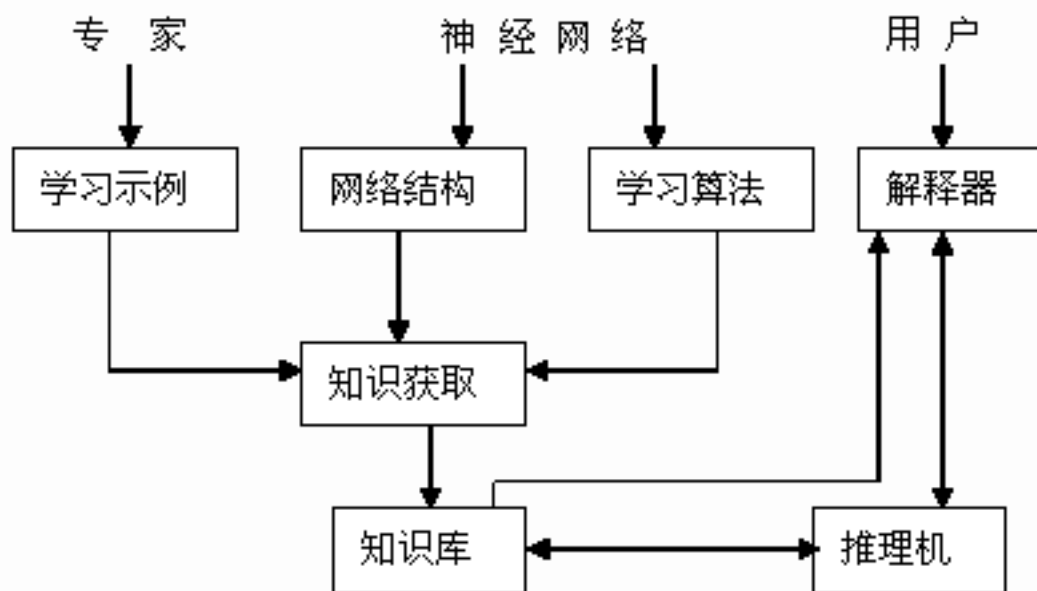 专 家 神 经 网 络 用 户
学习示例 网络结构 学习算法 解释器
知识获取
知识库 推理机